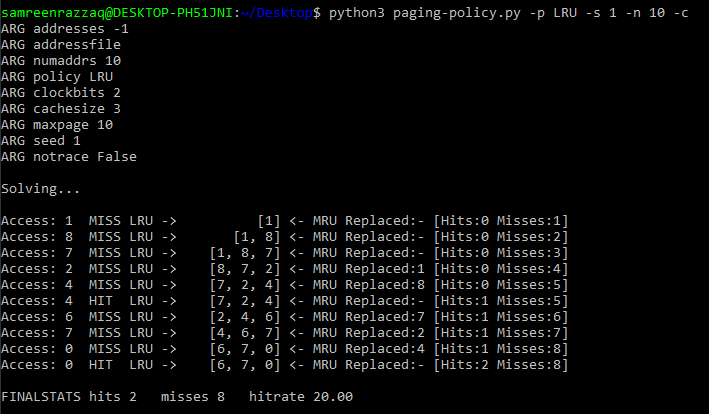 samreenrazzaq@DESKTOP-PH51JNI:~/Desktop$ python3 paging-policy.py -p LRU -s 1 -n 10 -c
ARG addresses -1
ARG addressfile
ARG numaddrs 10
ARG policy LRU
ARG clockbits 2
ARG cachesize 3
ARG maxpage 10
ARG seed 1
ARG notrace False
Solving...
Access: 1  MISS LRU ->          [1] <- MRU Replaced:- [Hits:0 Misses:1]
Access: 8  MISS LRU ->       [1, 8] <- MRU Replaced:- [Hits:0 Misses:2]
Access: 7  MISS LRU ->    [1, 8, 7] <- MRU Replaced:- [Hits:0 Misses:3]
Access: 2  MISS LRU ->    [8, 7, 2] <- MRU Replaced:1 [Hits:0 Misses:4]
Access: 4  MISS LRU ->    [7, 2, 4] <- MRU Replaced:8 [Hits:0 Misses:5]
Access: 4  HIT  LRU ->    [7, 2, 4] <- MRU Replaced:- [Hits:1 Misses:5]
Access: 6  MISS LRU ->    [2, 4, 6] <- MRU Replaced:7 [Hits:1 Misses:6]
Access: 7  MISS LRU ->    [4, 6, 7] <- MRU Replaced:2 [Hits:1 Misses:7]
Access: 0  MISS LRU ->    [6, 7, 0] <- MRU Replaced:4 [Hits:1 Misses:8]
Access: 0  HIT  LRU ->    [6, 7, 0] <- MRU Replaced:- [Hits:2 Misses:8]
FINALSTATS hits 2   misses 8   hitrate 20.00